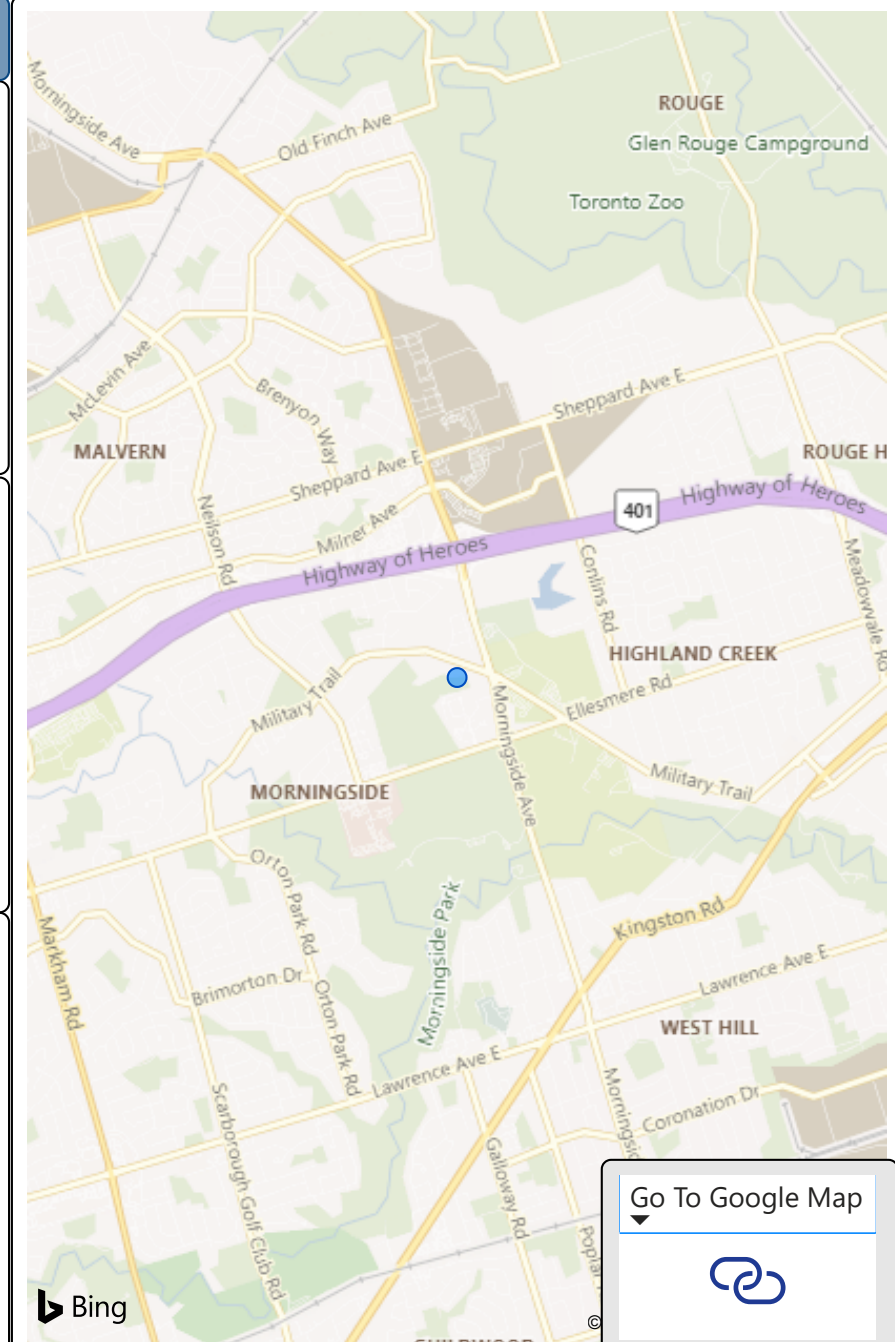 ROUGE
Morningside Ave
Old Finch Ave
Glen Rouge Campground
Toronto Zoo
McLevin Ave
Brenyon Way
Sheppard Ave E
MALVERN
ROUGE H
Sheppard Ave E
Neilson Rd
Milner Ave
401
Highway of Heroes
Highway of Heroes
Conlins Rd
Meadowvale Rd
HIGHLAND CREEK
Military Trail
Ellesmere Rd
Morningside Ave
Military Trail
MORNINGSIDE
Orton Park Rd
Morningside Park
Kingston Rd
Markham Rd
Brimorton Dr
Orton Park Rd
Lawrence Ave E
WEST HILL
Lawrence Ave E
Scarborough Golf Club Rd
Morningsid
Coronation Dr
Galloway Rd
Go To Google Map
Poplar
Bing
©